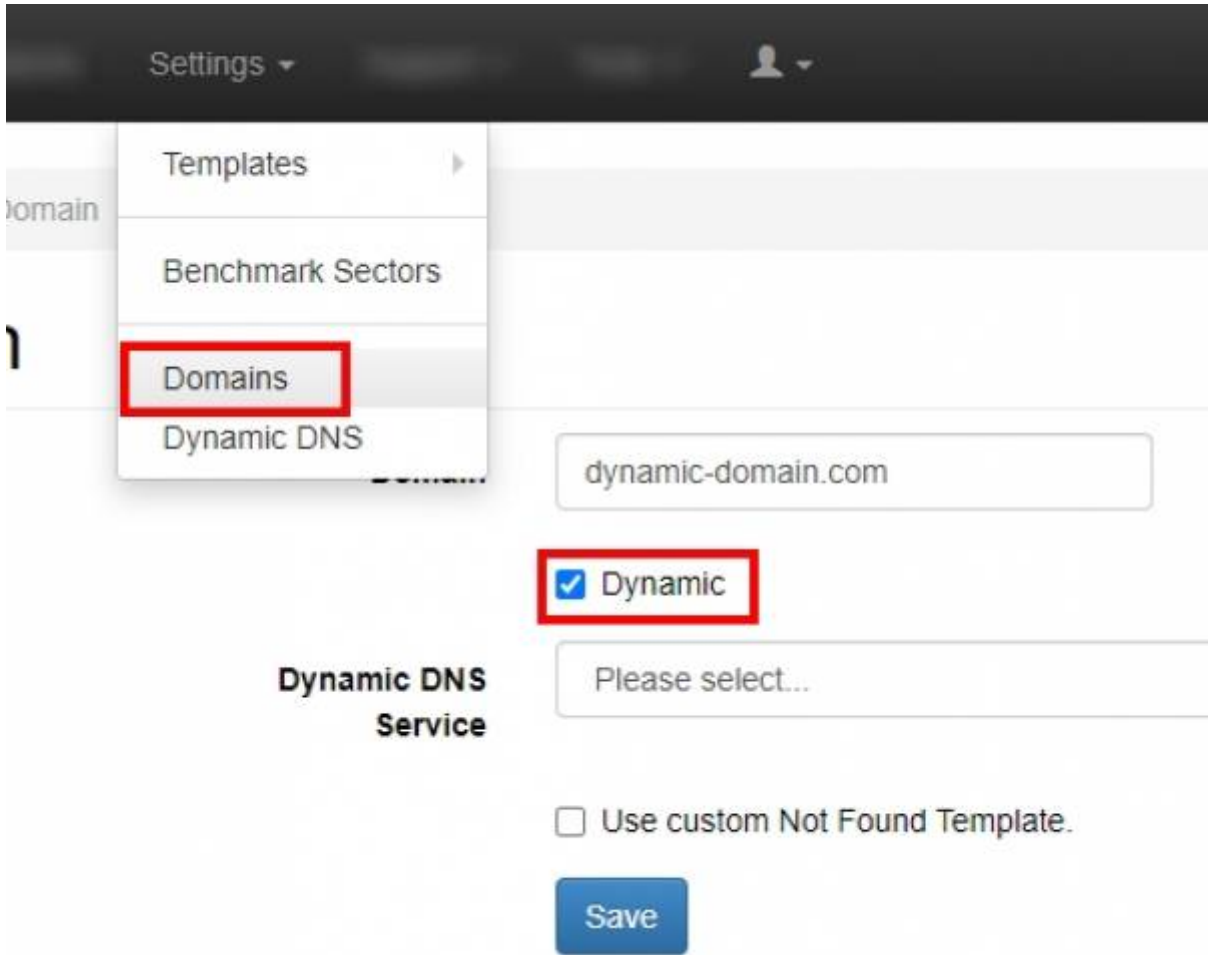 Settings
Templates
omain
Benchmark Sectors
n
Domains
Dynamic DNS
Domain
dynamic-domain.com
Dynamic
Dynamic DNS
Service
Please select...
Use custom Not Found Template.
Save